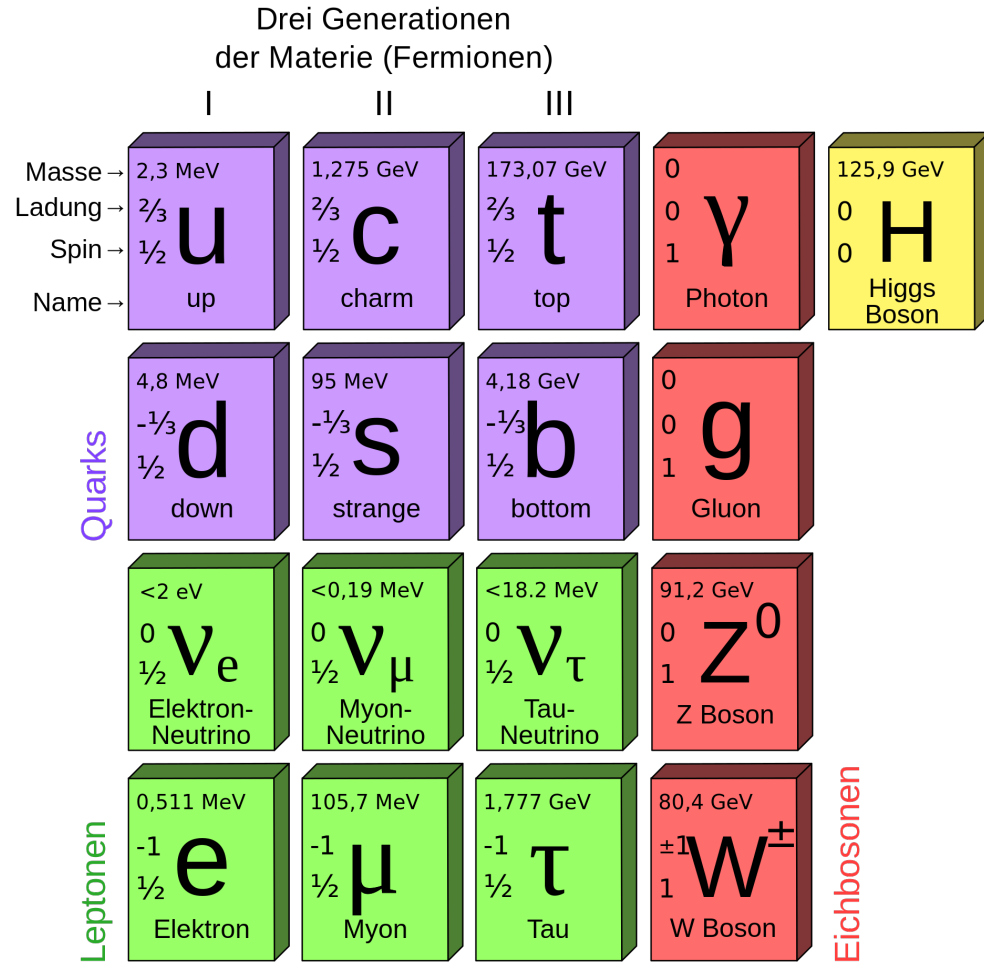 Drei Generationen
der Materie (Fermionen)
I II III
Masse→
Ladung→
Spin→
Name→
2,3 MeV
⅔
½
u
up
1,275 GeV
⅔
½
c
charm
173,07 GeV
⅔
½
t
top
0
0
1
γ
Photon
125,9 GeV
0
0
H
Higgs
Boson
Quarks
4,8 MeV
-⅓
½
d
down
95 MeV
-⅓
½
s
strange
4,18 GeV
-⅓
½
b
bottom
0
0
1
g
Gluon
<2 eV
0
½
νe
Elektron-
Neutrino
<0,19 MeV
0
½
νμ
Myon-
Neutrino
<18.2 MeV
0
½
ντ
Tau-
Neutrino
91,2 GeV
0
1
Z⁰
Z Boson
Leptonen
0,511 MeV
-1
½
e
Elektron
105,7 MeV
-1
½
μ
Myon
1,777 GeV
-1
½
τ
Tau
80,4 GeV
±1
1
W±
W Boson
Eichbosonen